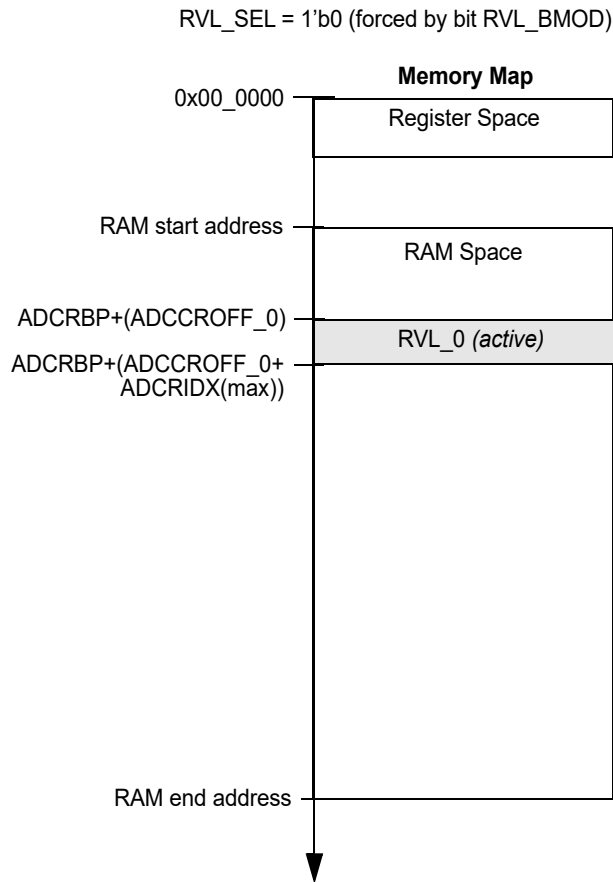 RVL_SEL = 1'b0 (forced by bit RVL_BMOD)
Memory Map
0x00_0000
Register Space
RAM start address
RAM Space
ADCRBP+(ADCCROFF_0)
RVL_0 (active)
ADCRBP+(ADCCROFF_0+
ADCRIDX(max))
RAM end address